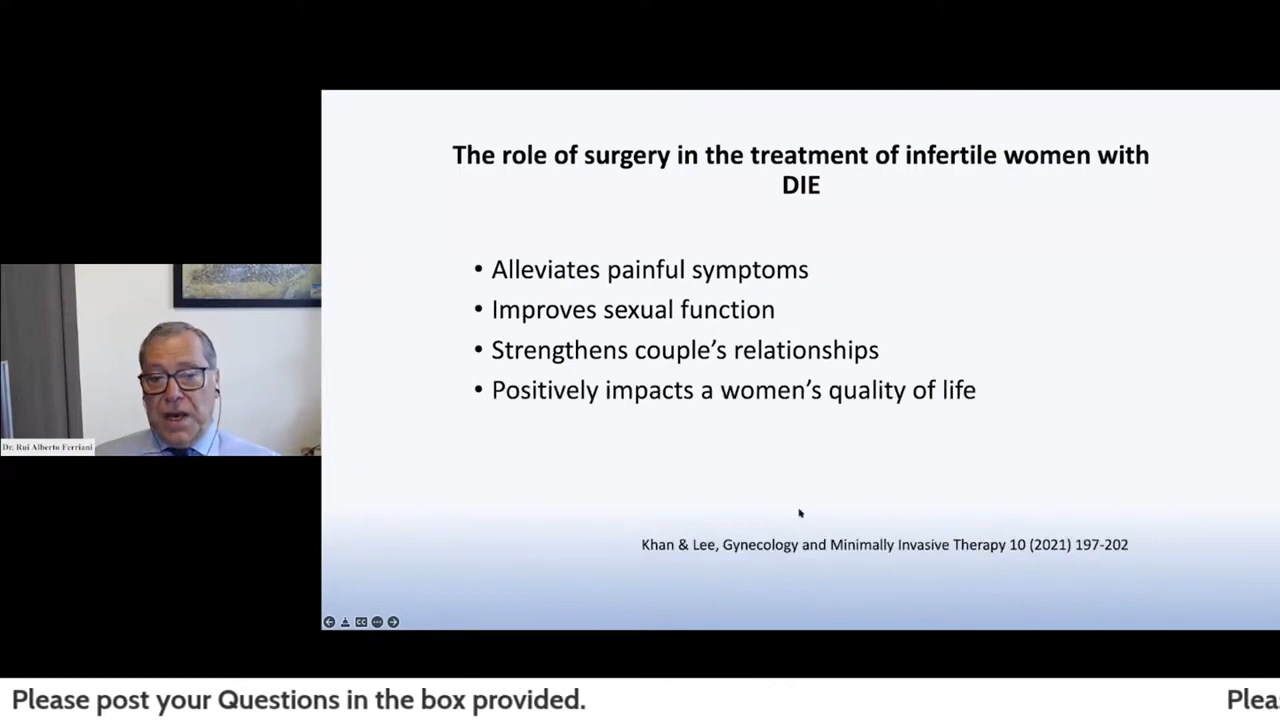 The role of surgery in the treatment of infertile women with
DIE
• Alleviates painful symptoms
• Improves sexual function
• Strengthens couple's relationships
• Positively impacts a women's quality of life
Khan & Lee, Gynecology and Minimally Invasive Therapy 10 (2021) 197-202
Dr. Rui Alberto Ferriani
CC
Please post your Questions in the box provided.
Plea